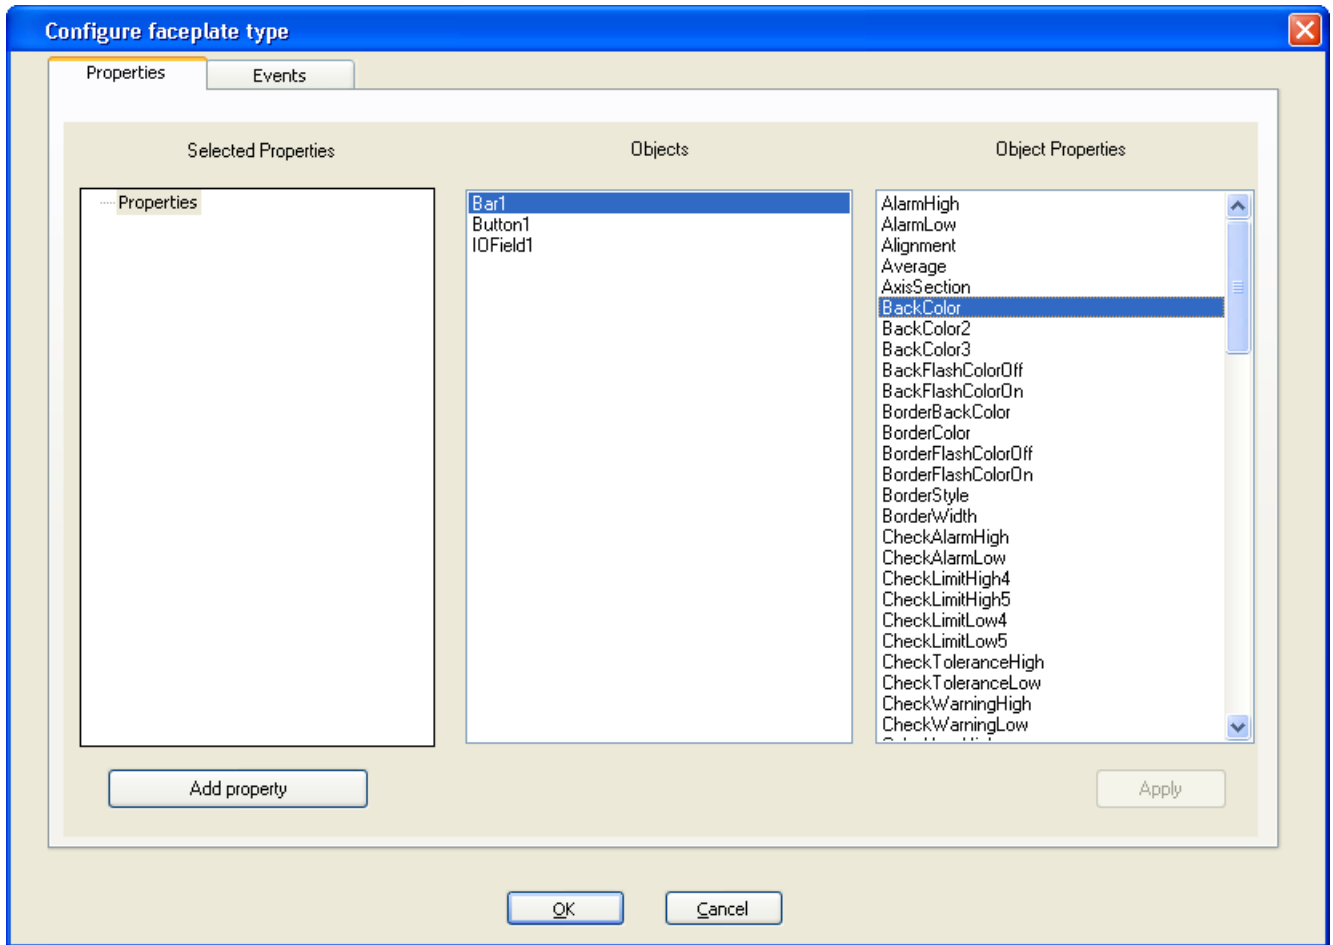 Configure faceplate type
Properties
Events
Selected Properties
Objects
Object Properties
Properties
Bar1
Button1
IOField1
AlarmHigh
AlarmLow
Alignment
Average
AxisSection
BackColor
BackColor2
BackColor3
BackFlashColorOff
BackFlashColorOn
BorderBackColor
BorderColor
BorderFlashColorOff
BorderFlashColorOn
BorderStyle
BorderWidth
CheckAlarmHigh
CheckAlarmLow
CheckLimitHigh4
CheckLimitHigh5
CheckLimitLow4
CheckLimitLow5
CheckToleranceHigh
CheckToleranceLow
CheckWarningHigh
CheckWarningLow
Add property
Apply
OK
Cancel